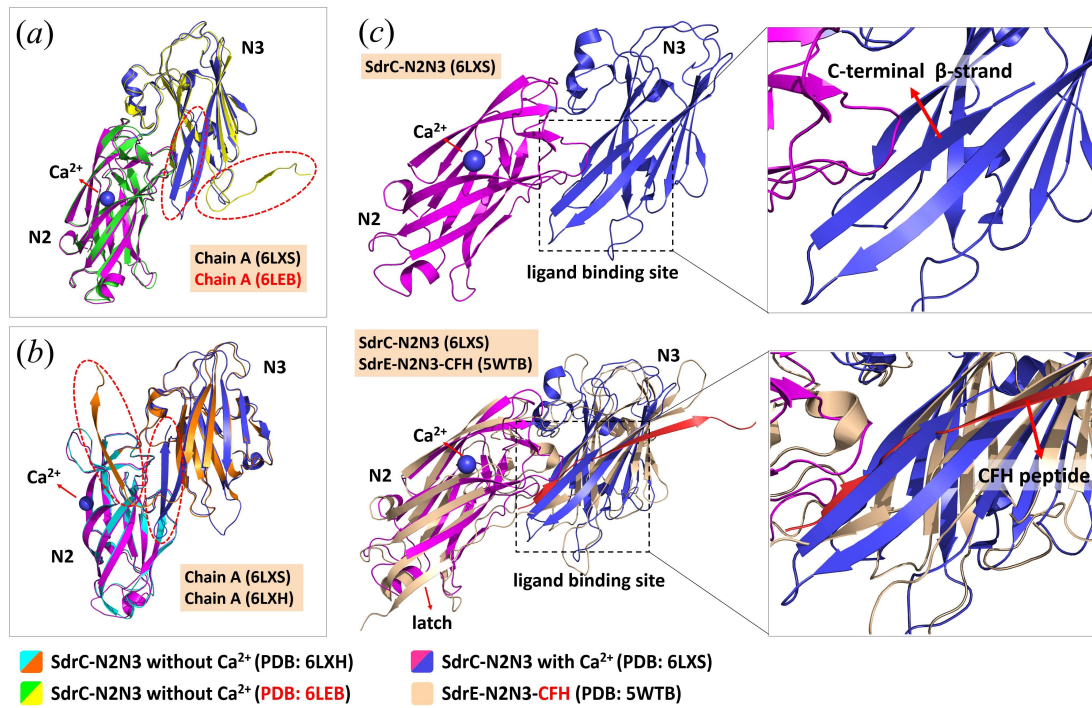 (a)
N3
Ca²⁺
N2
Chain A (6LXS)
Chain A (6LEB)
(b)
N3
Ca²⁺
N2
Chain A (6LXS)
Chain A (6LXH)
(c)
SdrC-N2N3 (6LXS)
N3
Ca²⁺
N2
ligand binding site
C-terminal β-strand
SdrC-N2N3 (6LXS)
SdrE-N2N3-CFH (5WTB)
N3
Ca²⁺
N2
ligand binding site
latch
CFH peptide
SdrC-N2N3 without Ca²⁺ (PDB: 6LXH)
SdrC-N2N3 with Ca²⁺ (PDB: 6LXS)
SdrC-N2N3 without Ca²⁺ (PDB: 6LEB)
SdrE-N2N3-CFH (PDB: 5WTB)